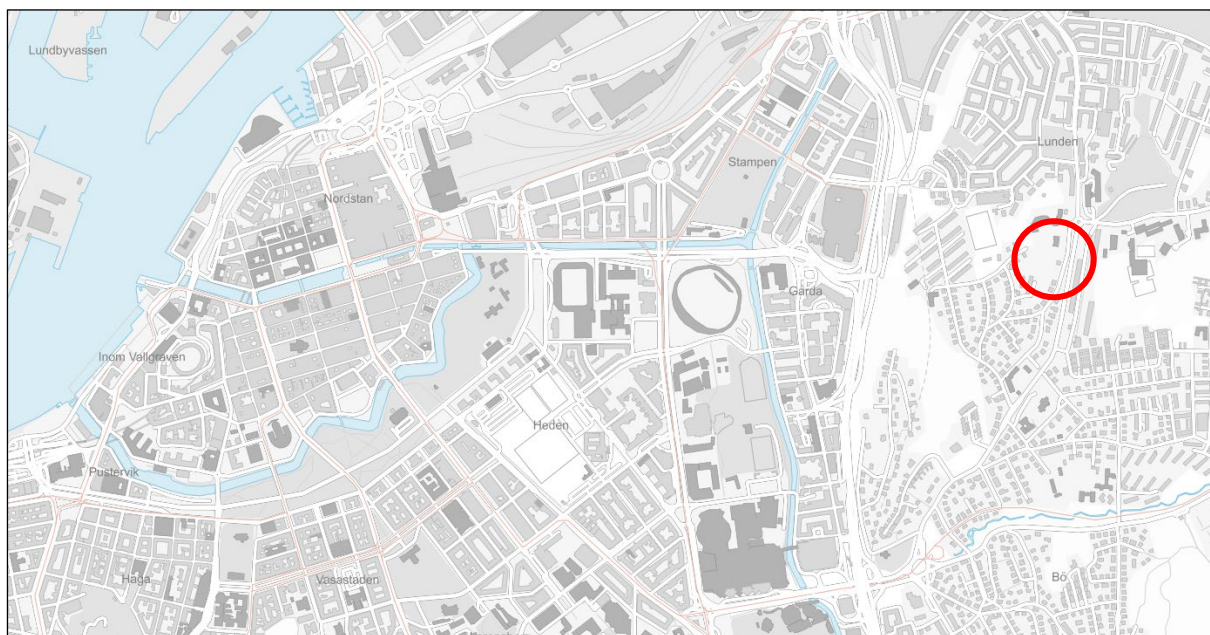 Lundbyvassen
Lunden
Stampen
Nordstan
Gårda
Inom Vallgraven
Heden
Pustervik
Haga
Vasastaden
Bö